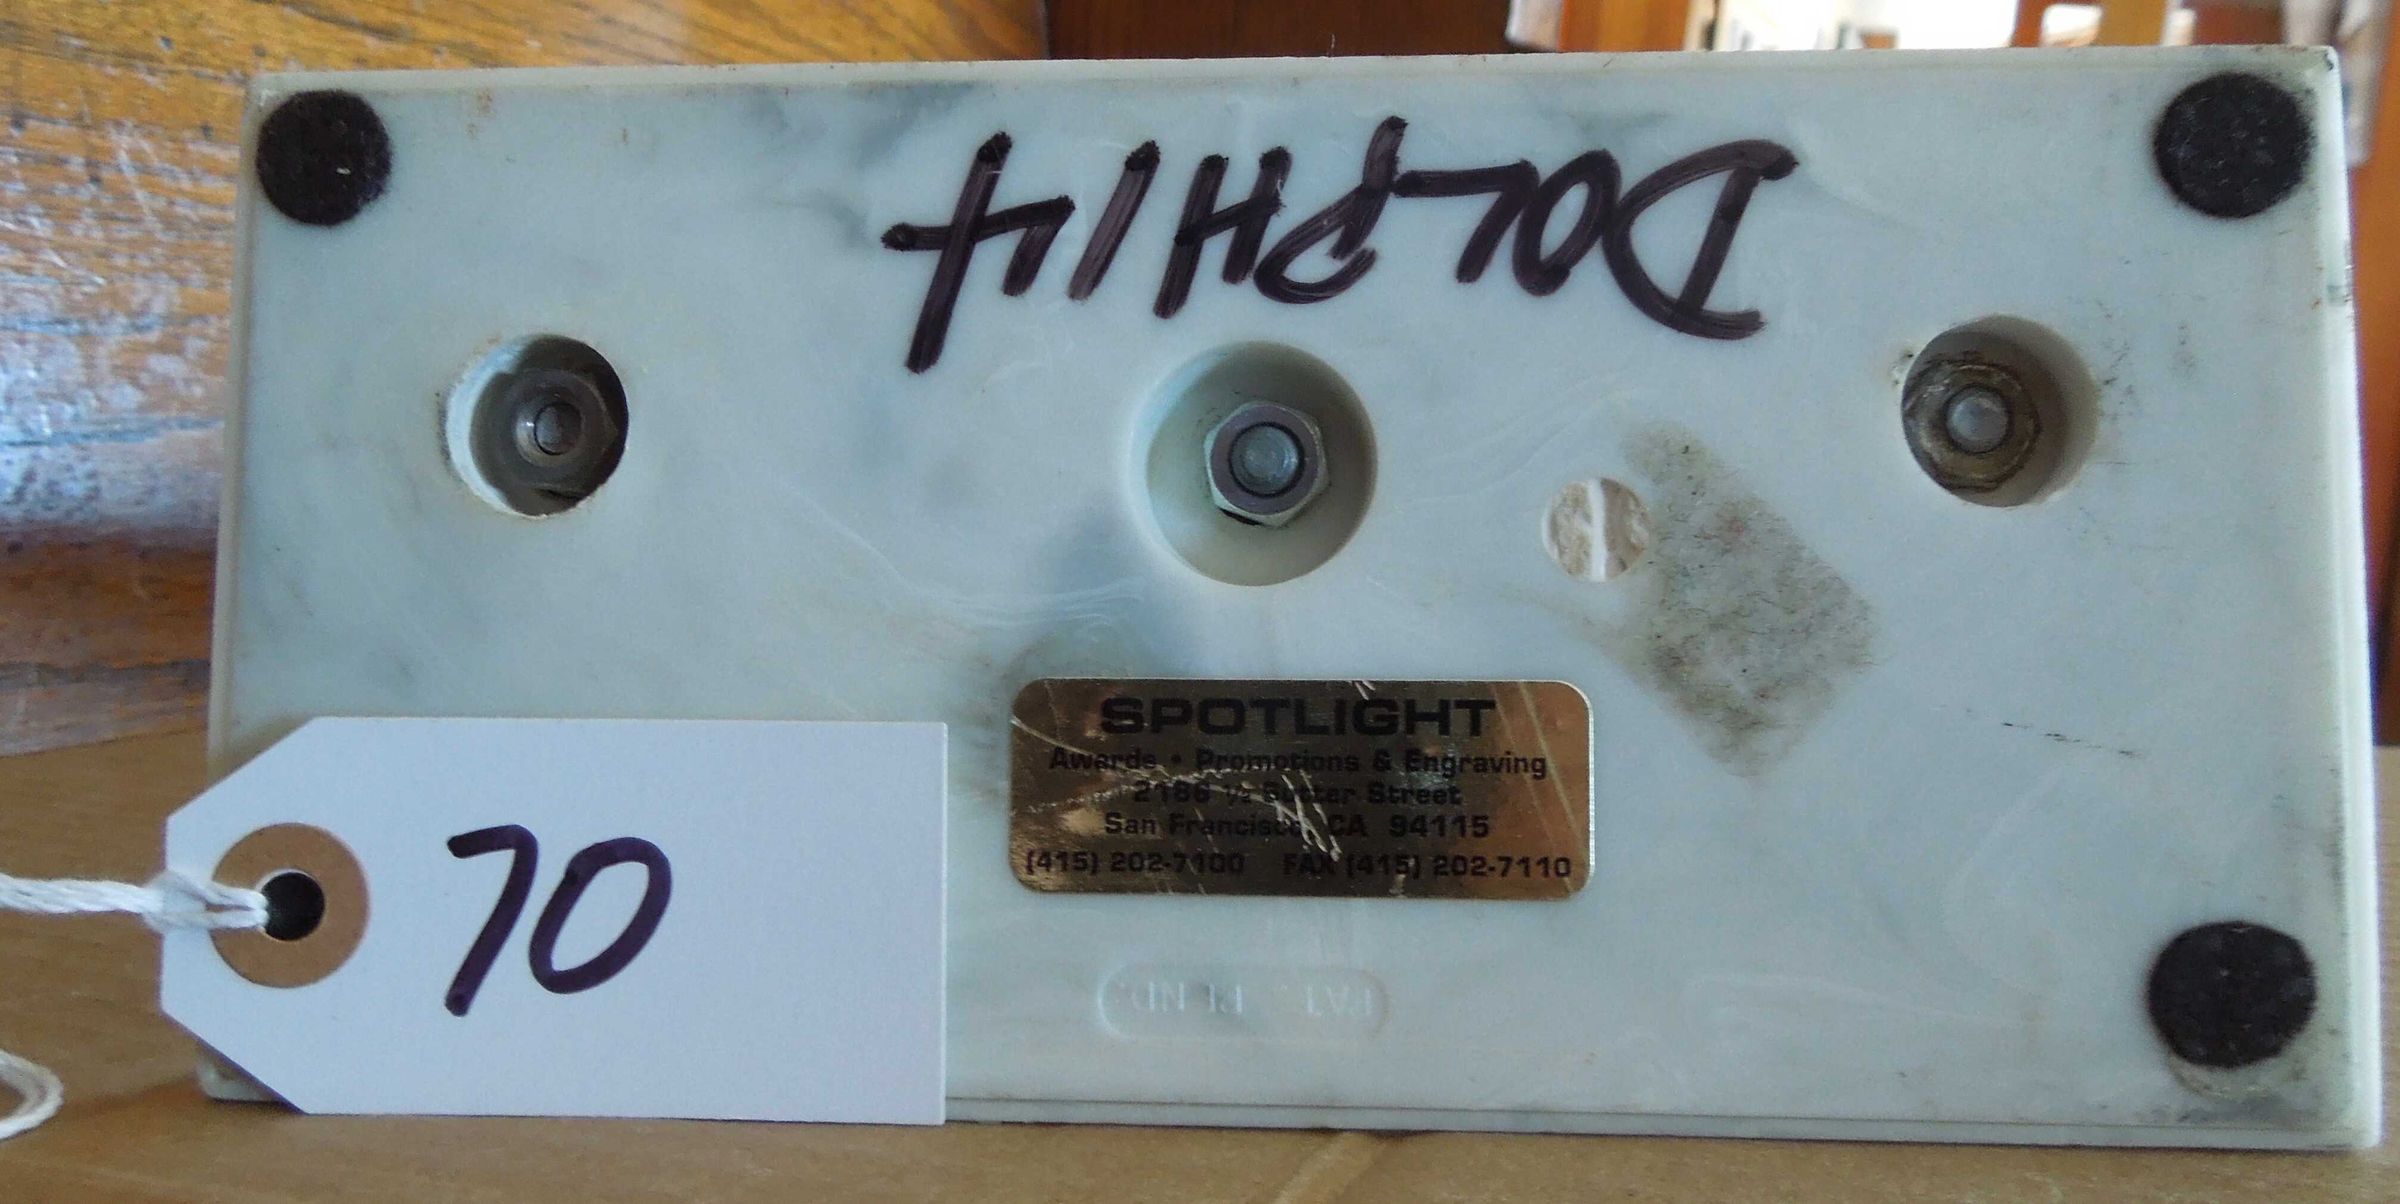 DOLPHIN
SPOTLIGHT
Awards • Promotions & Engraving
2186 ½ Sutter Street
San Francisco, CA 94115
(415) 202-7100 FAX (415) 202-7110
70
PAT. PEND.